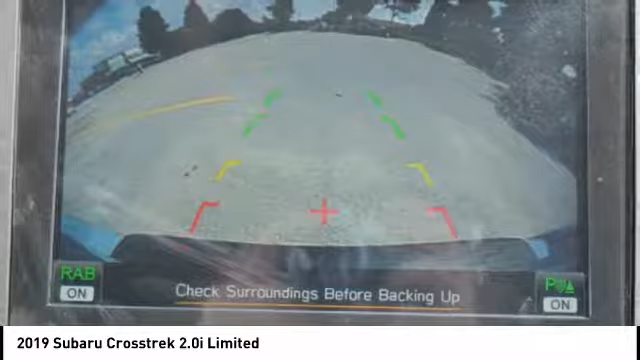 RAB
ON
Check Surroundings Before Backing Up
ON
2019 Subaru Crosstrek 2.0i Limited